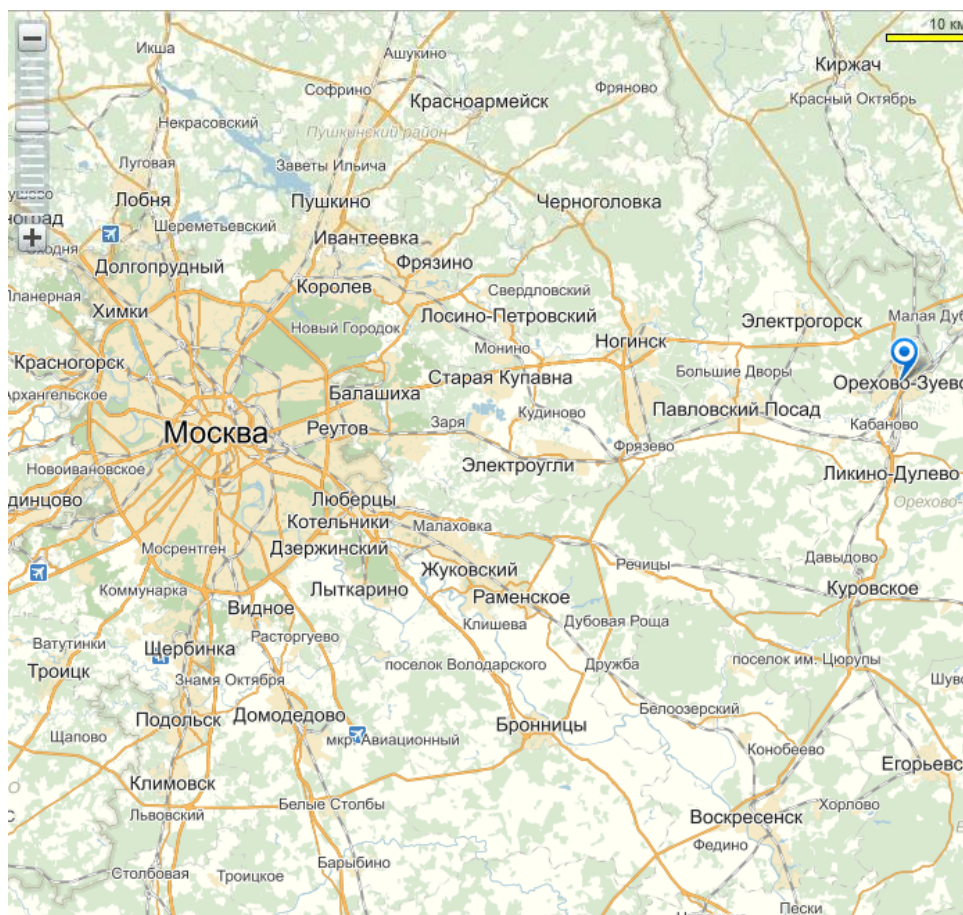 10 км
Икша
Ашукино
Киржач
Софрино
Фряново
Красноармейск
Красный Октябрь
Некрасовский
Пушкинский район
Луговая
Заветы Ильича
Лобня
Пушкино
Черноголовка
Шереметьевский
Ивантеевка
Сходня
Долгопрудный
Фрязино
Королев
Свердловский
Планерная
Химки
Лосино-Петровский
Электрогорск
Новый Городок
Ногинск
Монино
Красногорск
Большие Дворы
Старая Купавна
Орехово-Зуево
Архангельское
Балашиха
Кудиново
Павловский Посад
Москва
Реутов
Заря
Кабаново
Фрязево
Новоивановское
Электроугли
Ликино-Дулево
динцово
Люберцы
Орехово-
Котельники
Малаховка
Мосрентген
Дзержинский
Давыдово
Речицы
Жуковский
Коммунарка
Лыткарино
Куровское
Видное
Раменское
Клишева
Дубовая Роща
Ватутинки
Расторгуево
Щербинка
поселок Володарского
Дружба
поселок им. Цюрупы
Троицк
Знамя Октября
Шуво
Белоозерский
Подольск
Домодедово
Бронницы
Щапово
мкр. Авиационный
Конобеево
Егорьевс
Климовск
Белые Столбы
Хорлово
Львовский
Воскресенск
Федино
Барыбино
Столбовая
Троицкое
Пески